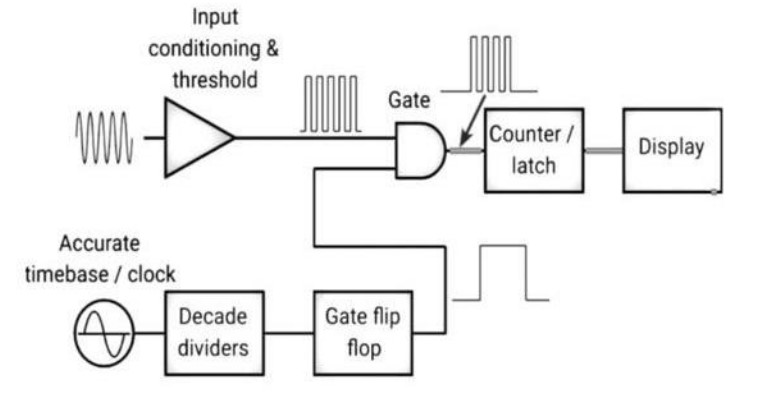 Input
conditioning &
threshold
Gate
Counter /
latch
Display
Accurate
timebase / clock
Decade
dividers
Gate flip
flop